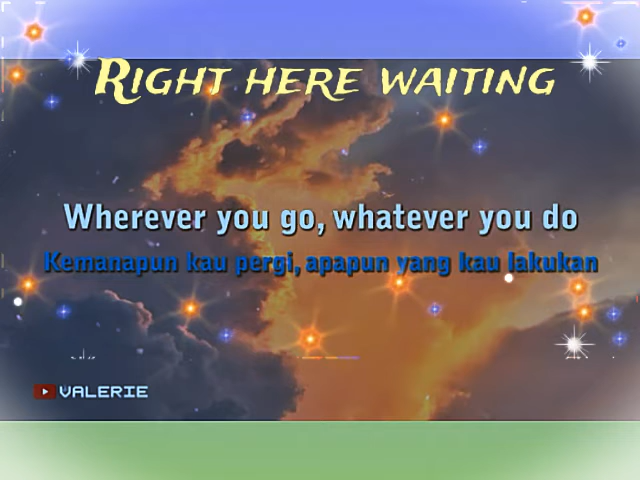 Right here waiting
Wherever you go, whatever you do
Kemanapun kau pergi, apapun yang kau lakukan
VALERIE